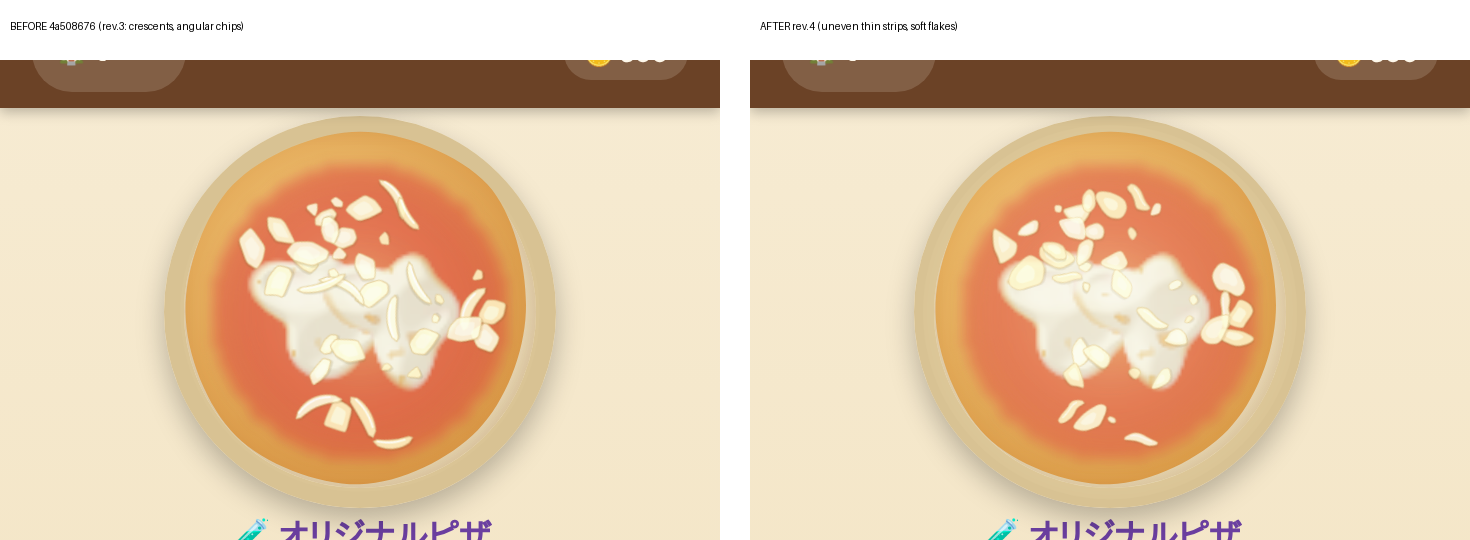 BEFORE 4a508676 (rev.3: crescents, angular chips)
AFTER rev.4 (uneven thin strips, soft flakes)
オリジナルピザ
オリジナルピザ